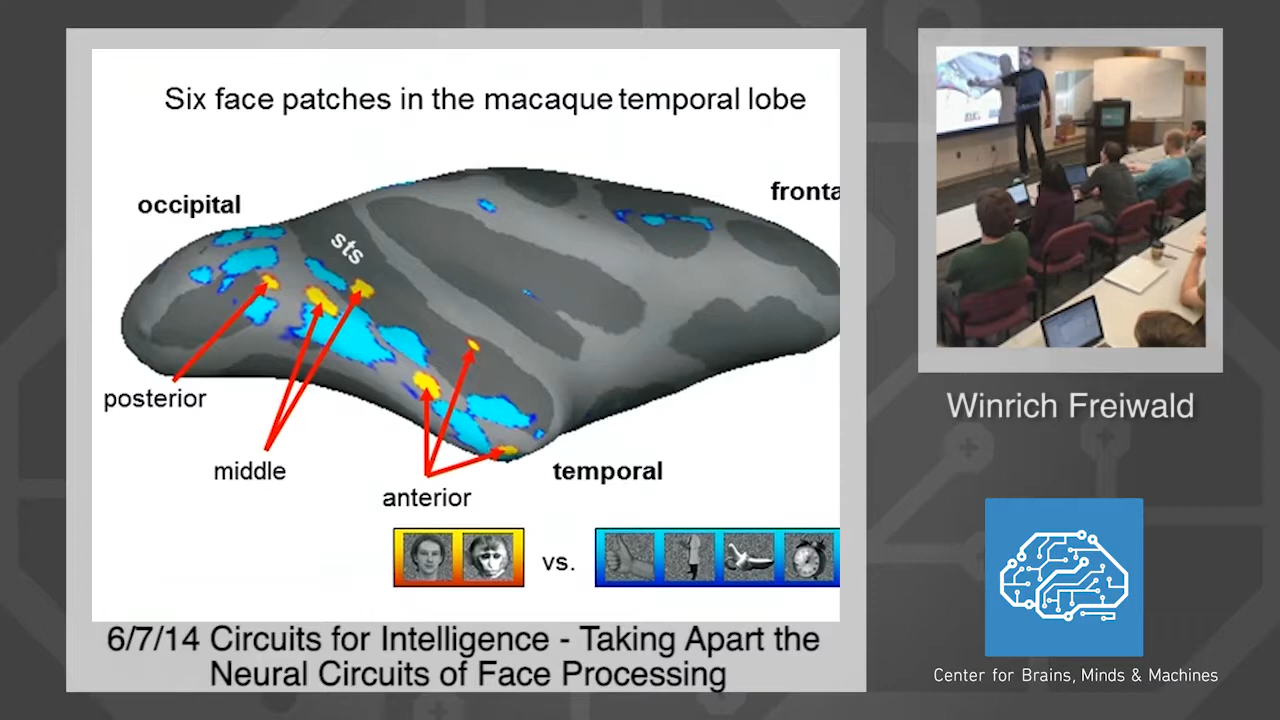 Six face patches in the macaque temporal lobe
occipital
fronta
sts
posterior
middle
anterior
temporal
vs.
6/7/14 Circuits for Intelligence - Taking Apart the
Neural Circuits of Face Processing
Winrich Freiwald
Center for Brains, Minds & Machines